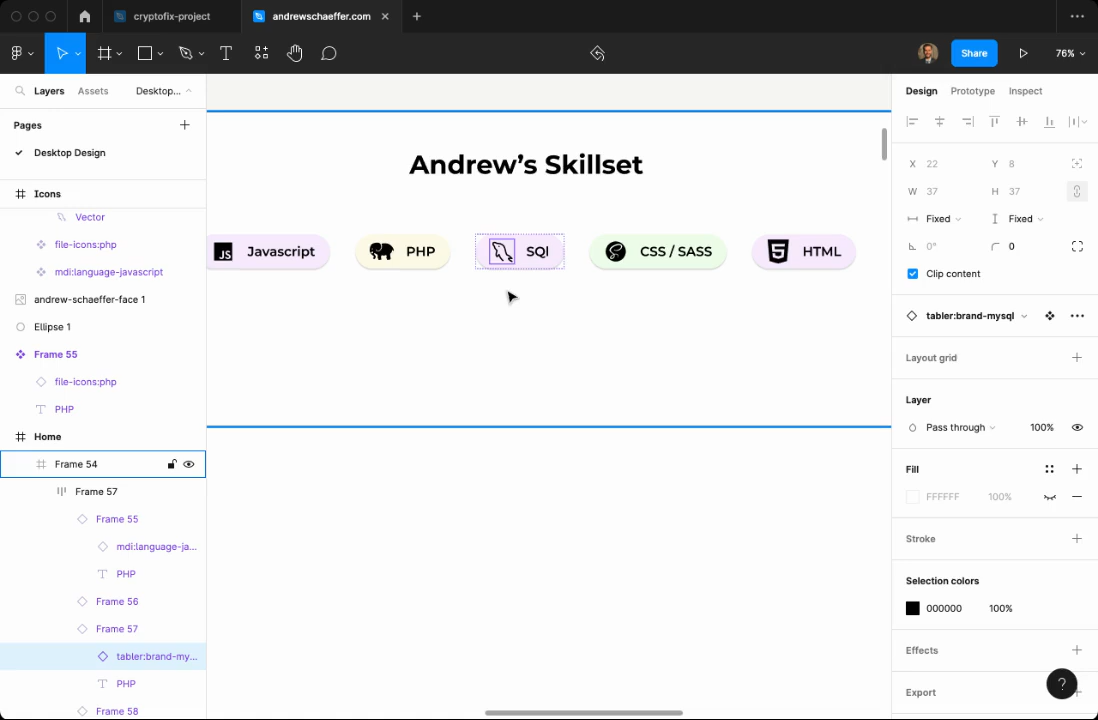 cryptofix-project
andrewschaeffer.com
Share
76%
Layers
Assets
Desktop...
Pages
Desktop Design
Icons
Vector
file-icons:php
mdi:language-javascript
andrew-schaeffer-face 1
Ellipse 1
Frame 55
file-icons:php
PHP
Home
Frame 54
Frame 57
Frame 55
mdi:language-ja...
PHP
Frame 56
Frame 57
tabler:brand-my...
PHP
Frame 58
Andrew’s Skillset
JS
Javascript
PHP
SQl
CSS / SASS
HTML
Design
Prototype
Inspect
X 22
Y 8
W 37
H 37
Fixed
Fixed
0°
0
Clip content
tabler:brand-mysql
Layout grid
Layer
Pass through
100%
Fill
FFFFFF
100%
Stroke
Selection colors
000000
100%
Effects
Export
?